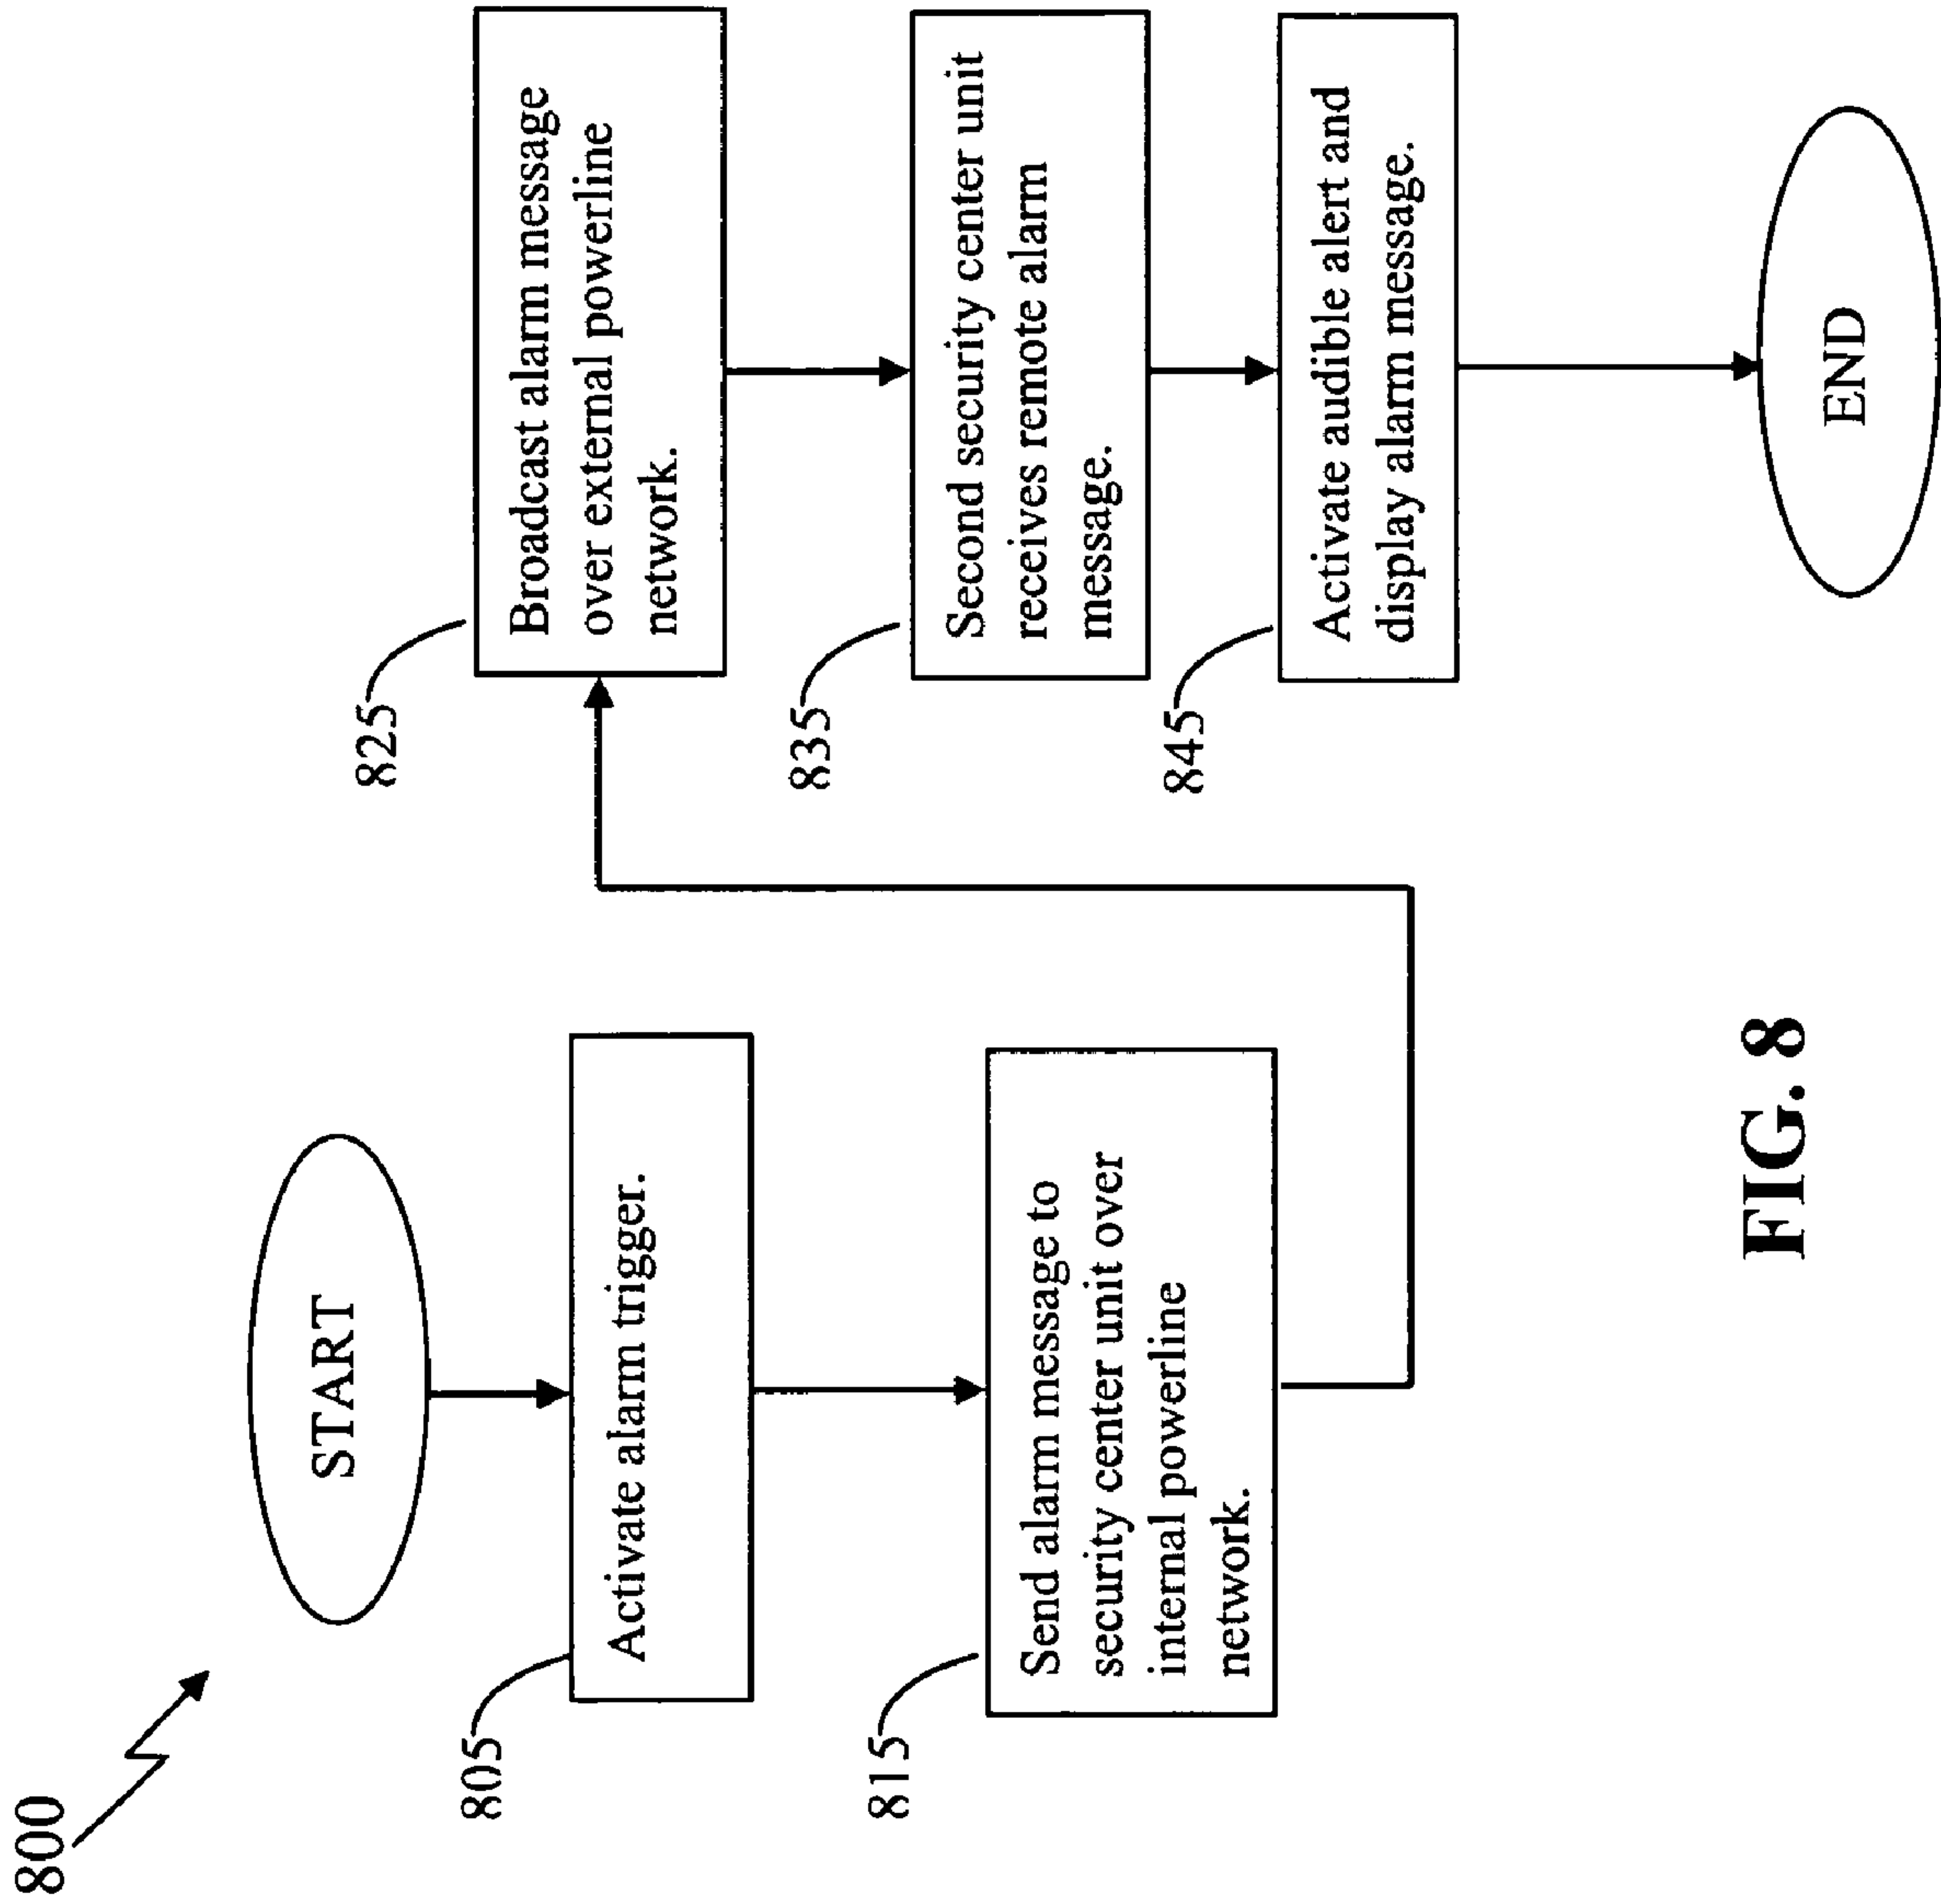 800
START
805
Activate alarm trigger.
815
Send alarm message to
security center unit over
internal powerline
network.
825
Broadcast alarm message
over external powerline
network.
835
Second security center unit
receives remote alarm
message.
845
Activate audible alert and
display alarm message.
END
FIG. 8